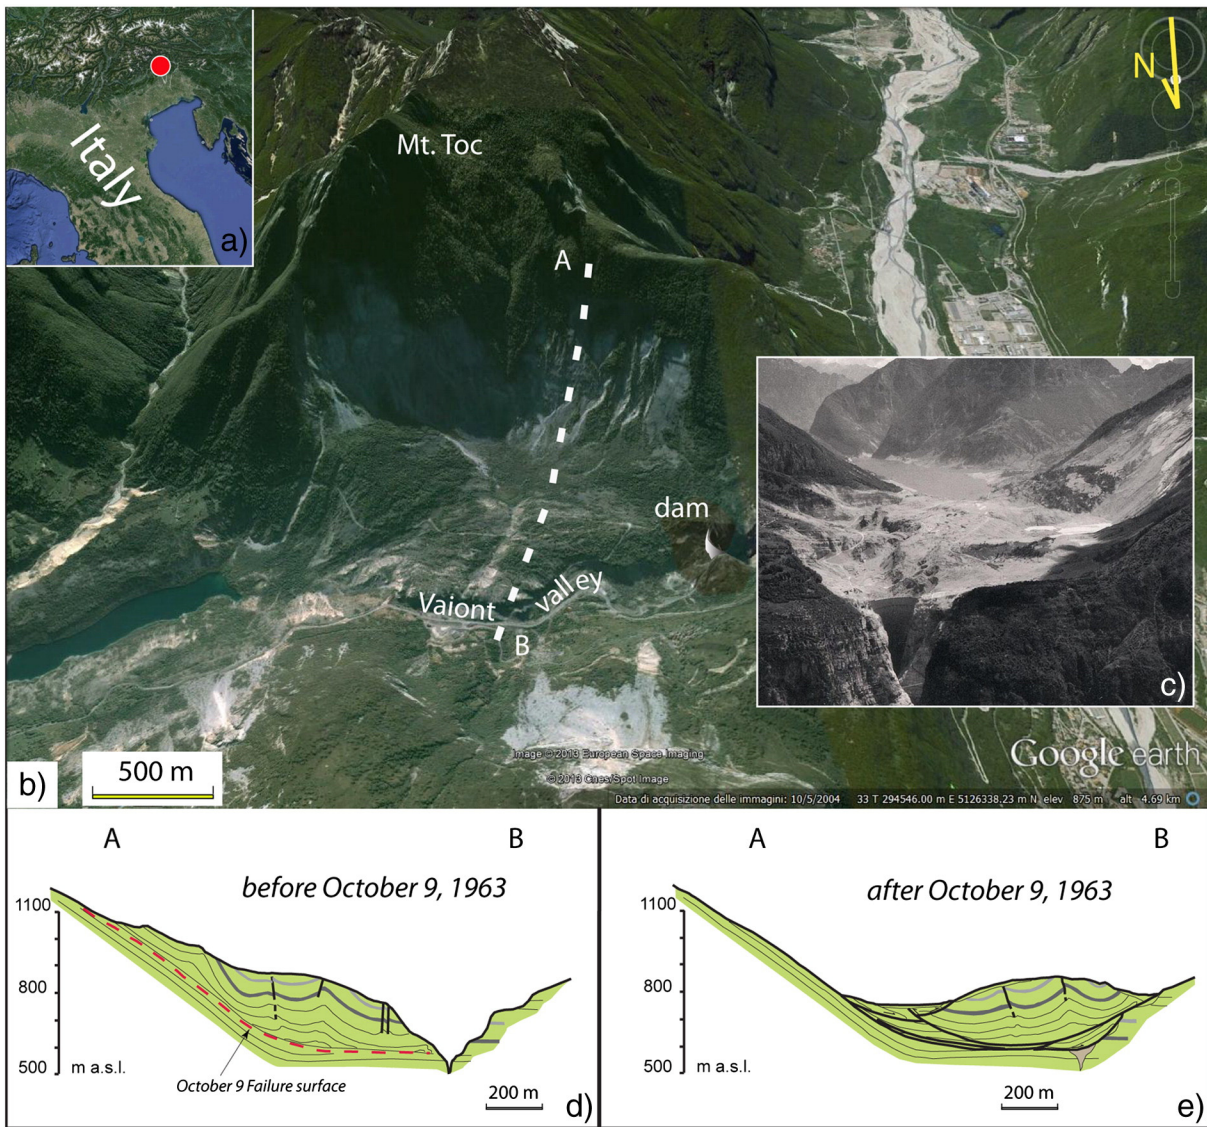 Italy
a)
Mt. Toc
N
A
dam
Vaiont valley
B
c)
Image © 2013 European Space Imaging
© 2013 Cnes/Spot Image
Google earth
500 m
b)
Data di acquisizione delle immagini: 10/5/2004 33 T 294546.00 m E 5126338.23 m N elev 875 m alt 4.69 km
A
B
before October 9, 1963
1100
800
500
m a.s.l.
October 9 Failure surface
200 m
d)
A
B
after October 9, 1963
1100
800
500
m a.s.l.
200 m
e)